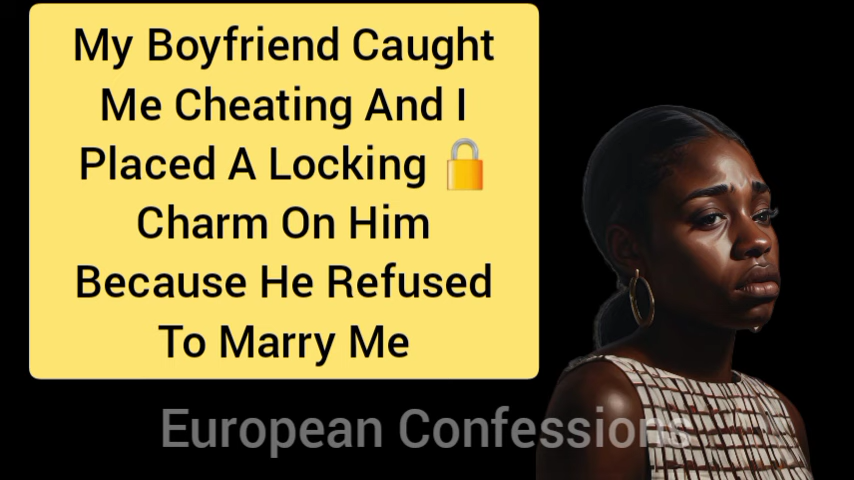 My Boyfriend Caught
Me Cheating And I
Placed A Locking 🔒
Charm On Him
Because He Refused
To Marry Me
European Confessions